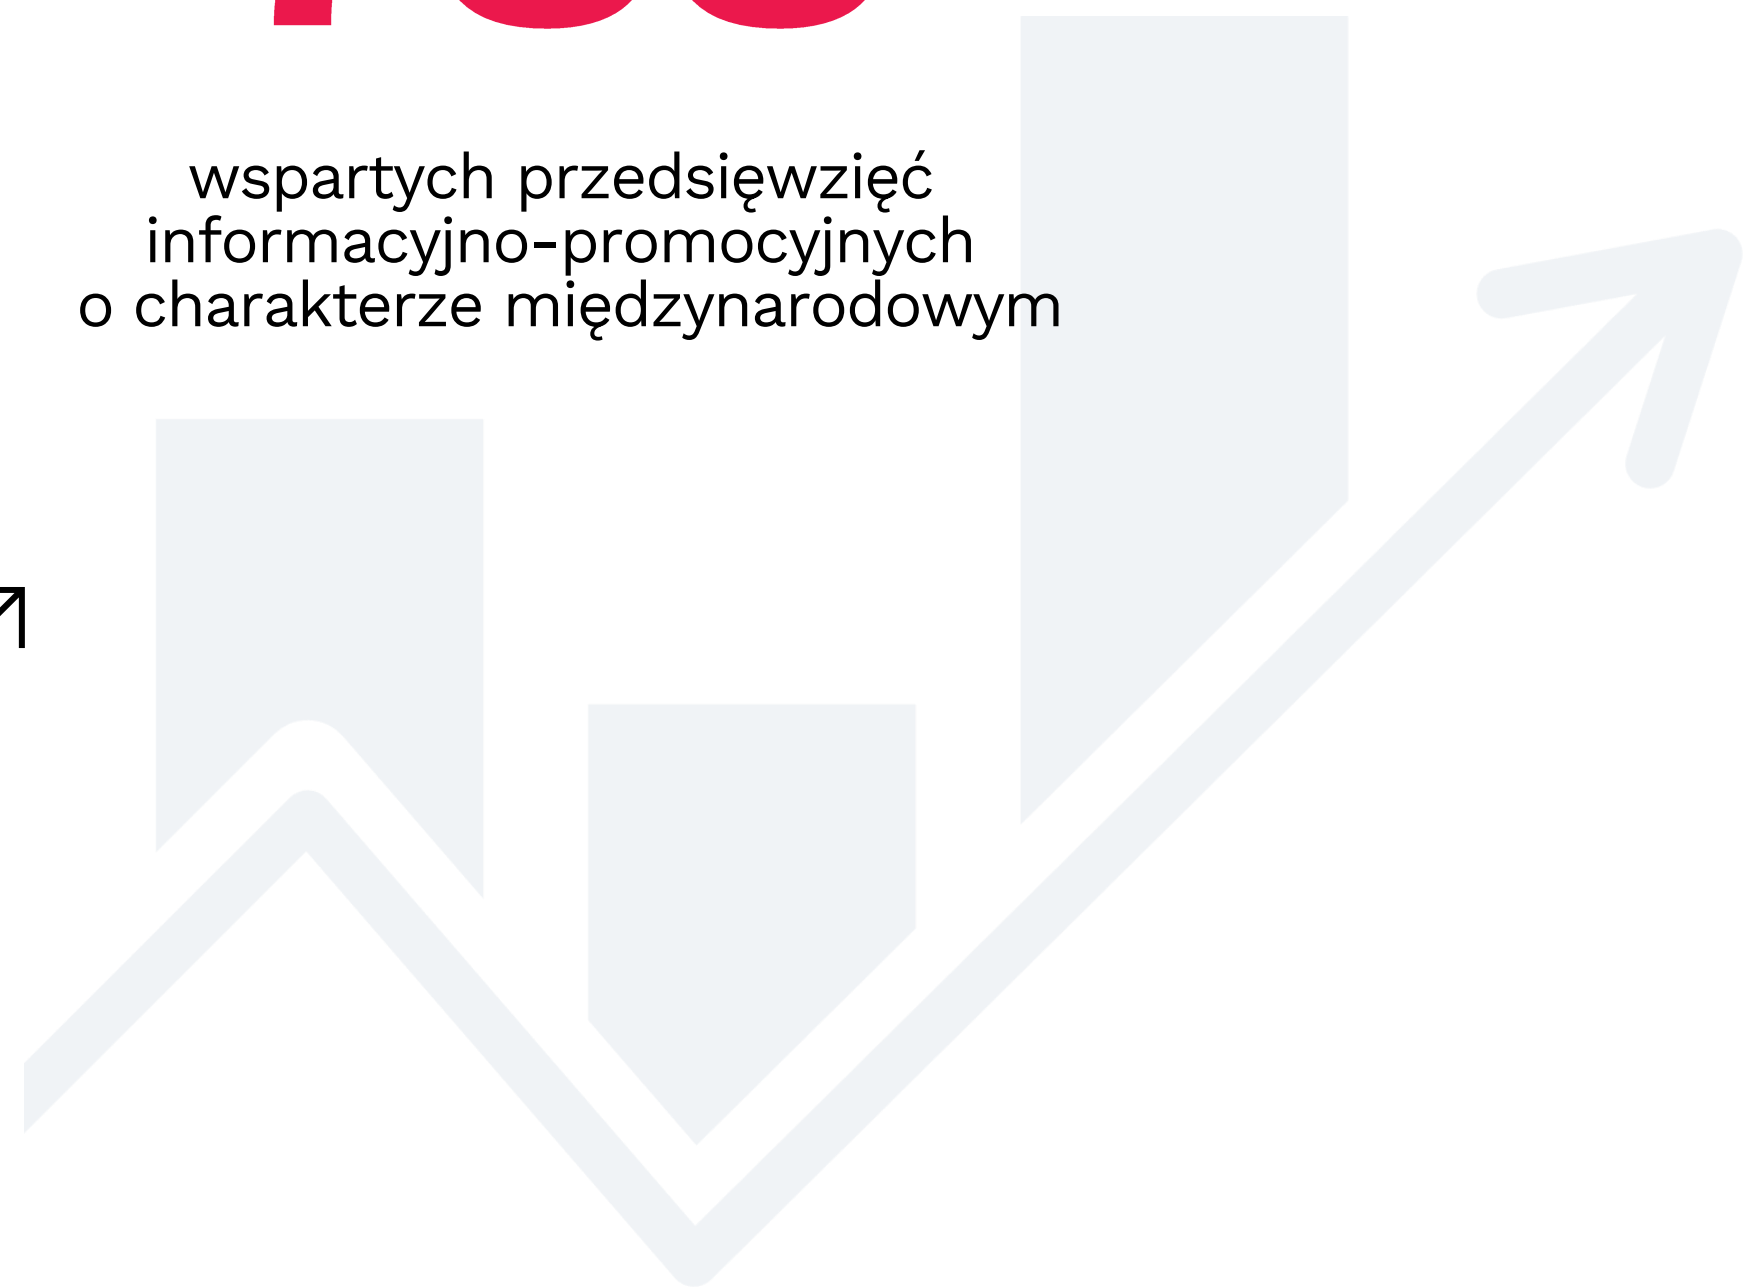 wspartych przedsięwzięć
informacyjno-promocyjnych
o charakterze międzynarodowym